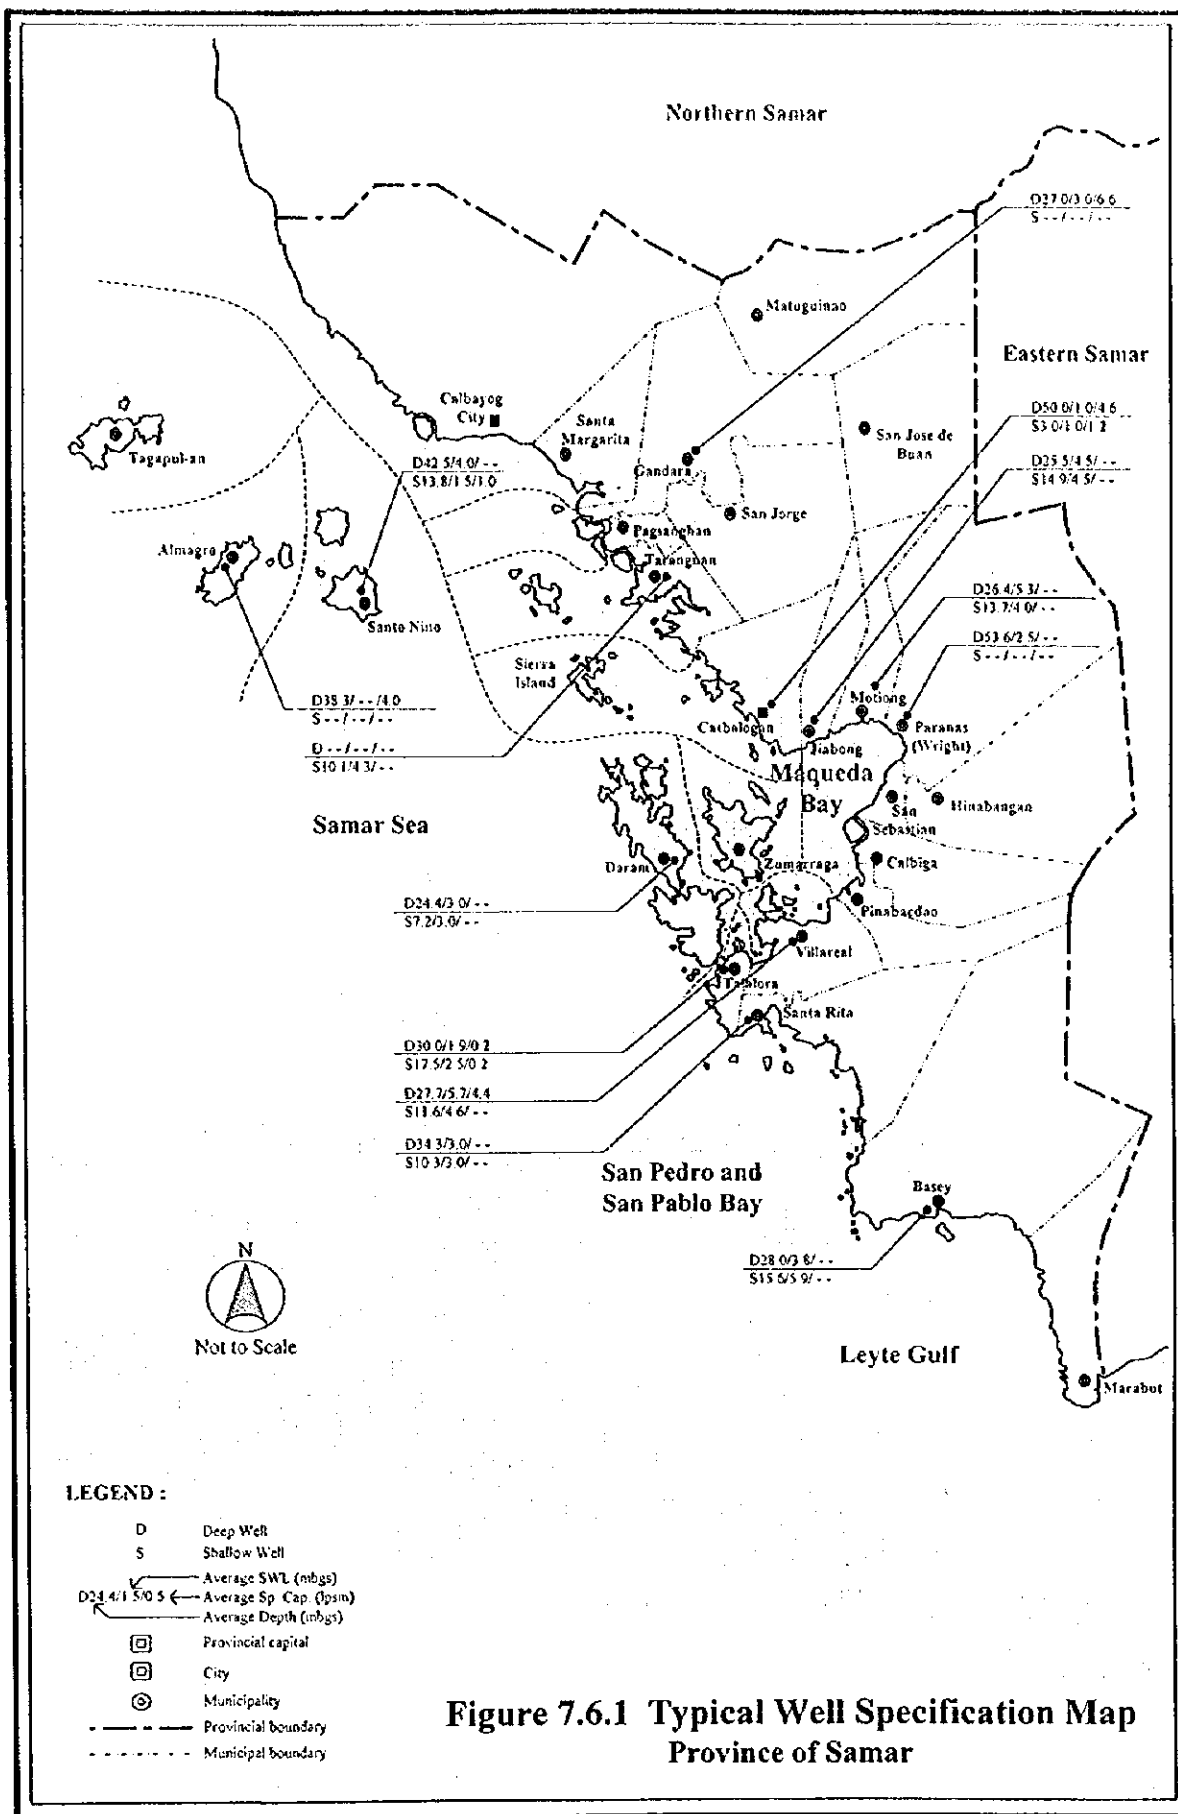 Northern Samar
D27.0/3.0/6.6
S - - / - - / - -
Matuguinao
Eastern Samar
Calbayog
City
Santa
Margarita
D50.0/1.0/4.6
S3.0/1.0/1.2
San Jose de
Buan
Tagapul-an
D42.5/4.0/ - -
S13.8/1.5/1.0
Gandara
D25.5/4.5/ - -
S14.9/4.5/ - -
San Jorge
Pagsanghan
Almagro
Tarangnan
Santo Nino
D26.4/5.3/ - -
S13.7/4.0/ - -
D53.6/2.5/ - -
S - - / - - / - -
Sierra
Island
D38.3/ - - /4.0
S - - / - - / - -
Motiong
Catbalogan
Paranas
(Wright)
Jiabong
D - - / - - / - -
S10.1/4.3/ - -
Maqueda
Bay
San
Sebastian
Hinabangan
Samar Sea
Daram
Zumarraga
Calbiga
D24.4/3.0/ - -
S7.2/3.0/ - -
Pinabacdao
Villareal
Talalora
Santa Rita
D30.0/1.9/0.2
S17.5/2.5/0.2
D27.7/5.7/4.4
S11.6/4.6/ - -
D34.3/3.0/ - -
S10.3/3.0/ - -
San Pedro and
San Pablo Bay
Basey
D28.0/3.8/ - -
S15.6/5.9/ - -
N
Not to Scale
Leyte Gulf
Marabut
LEGEND :
D Deep Well
S Shallow Well
Average SWL (mbgs)
D24.4/1.5/0.5 Average Sp. Cap. (lpsm)
Average Depth (mbgs)
Provincial capital
City
Municipality
Provincial boundary
Municipal boundary
Figure 7.6.1 Typical Well Specification Map
Province of Samar